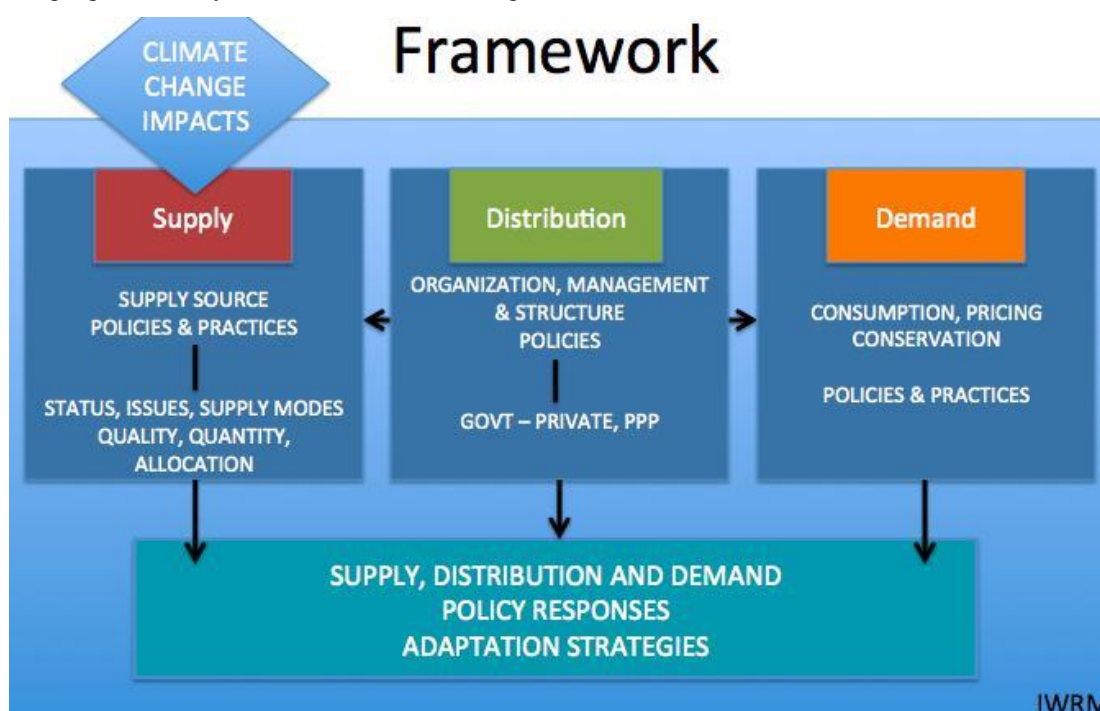 Framework
CLIMATE
CHANGE
IMPACTS
Supply
SUPPLY SOURCE
POLICIES & PRACTICES
STATUS, ISSUES, SUPPLY MODES
QUALITY, QUANTITY,
ALLOCATION
Distribution
ORGANIZATION, MANAGEMENT
& STRUCTURE
POLICIES
GOVT – PRIVATE, PPP
Demand
CONSUMPTION, PRICING
CONSERVATION
POLICIES & PRACTICES
SUPPLY, DISTRIBUTION AND DEMAND
POLICY RESPONSES
ADAPTATION STRATEGIES
IWRM